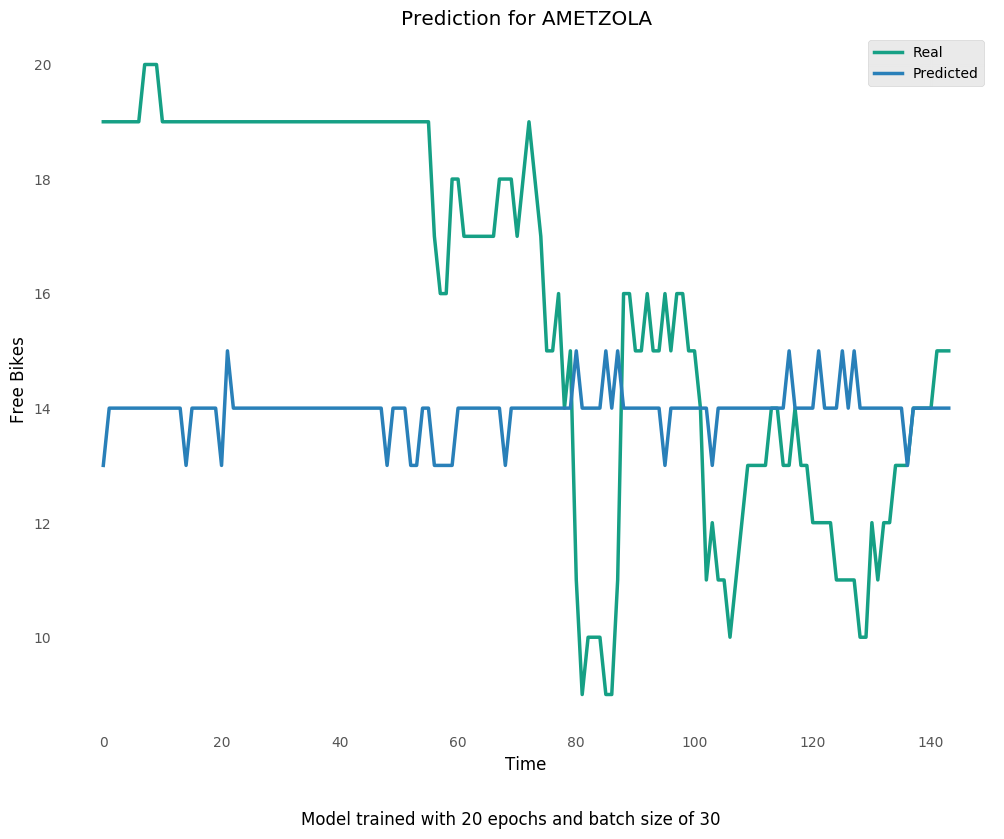 Prediction for AMETZOLA
Real
Predicted
20
18
16
14
12
10
Free Bikes
0 20 40 60 80 100 120 140
Time
Model trained with 20 epochs and batch size of 30